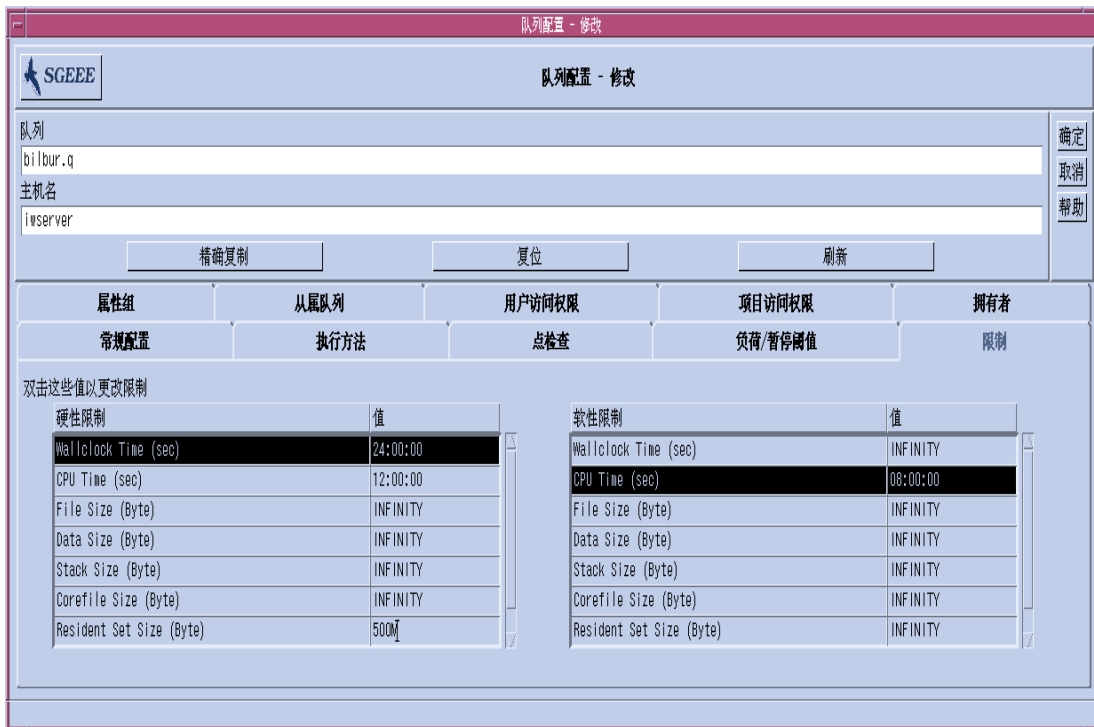 队列配置 - 修改
SGEEE
队列配置 - 修改
队列
bilbur.q
主机名
iwserver
确定
取消
帮助
精确复制 复位 刷新
属性组 从属队列 用户访问权限 项目访问权限 拥有者
常规配置 执行方法 点检查 负荷/暂停阈值 限制
双击这些值以更改限制
硬性限制 值 软性限制 值
Wallclock Time (sec) 24:00:00 Wallclock Time (sec) INFINITY
CPU Time (sec) 12:00:00 CPU Time (sec) 08:00:00
File Size (Byte) INFINITY File Size (Byte) INFINITY
Data Size (Byte) INFINITY Data Size (Byte) INFINITY
Stack Size (Byte) INFINITY Stack Size (Byte) INFINITY
Corefile Size (Byte) INFINITY Corefile Size (Byte) INFINITY
Resident Set Size (Byte) 500M Resident Set Size (Byte) INFINITY